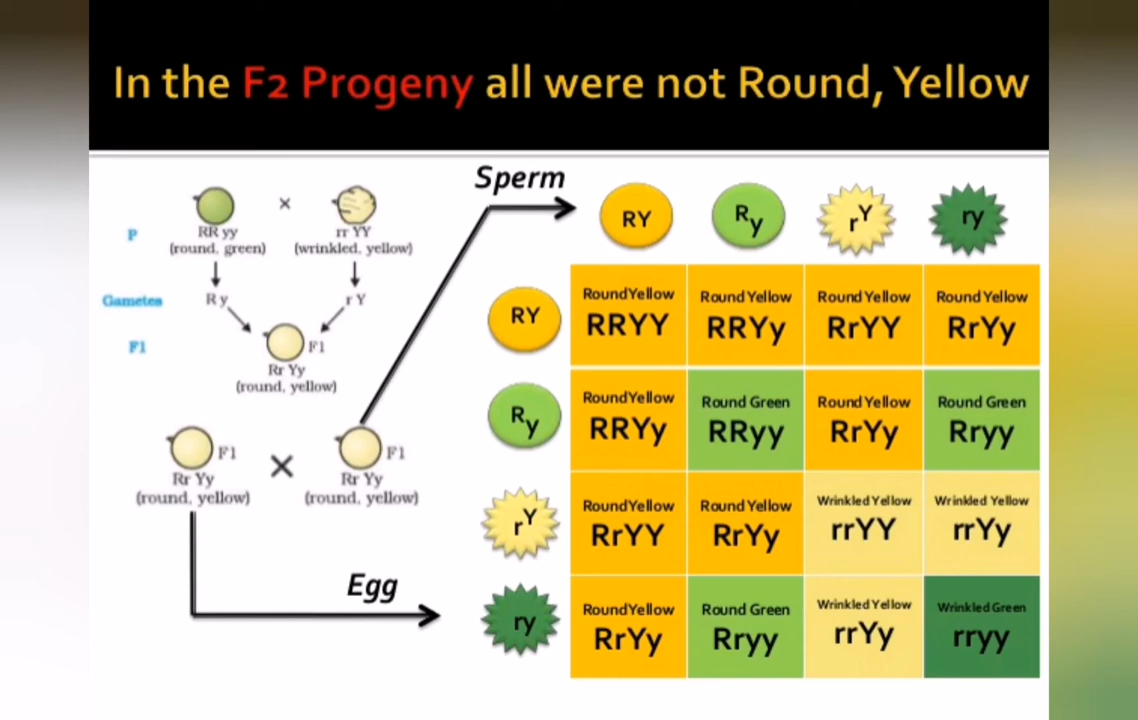 In the F2 Progeny all were not Round, Yellow
P
×
RR yy
(round, green)
rr YY
(wrinkled, yellow)
Gametes
R y
r Y
F1
F1
Rr Yy
(round, yellow)
F1
Rr Yy
(round, yellow)
×
F1
Rr Yy
(round, yellow)
Sperm
Egg
RY
Ry
rY
ry
RY
RoundYellow
RRYY
Round Yellow
RRYy
Round Yellow
RrYY
Round Yellow
RrYy
Ry
RoundYellow
RRYy
Round Green
RRyy
Round Yellow
RrYy
Round Green
Rryy
rY
RoundYellow
RrYY
Round Yellow
RrYy
Wrinkled Yellow
rrYY
Wrinkled Yellow
rrYy
ry
RoundYellow
RrYy
Round Green
Rryy
Wrinkled Yellow
rrYy
Wrinkled Green
rryy